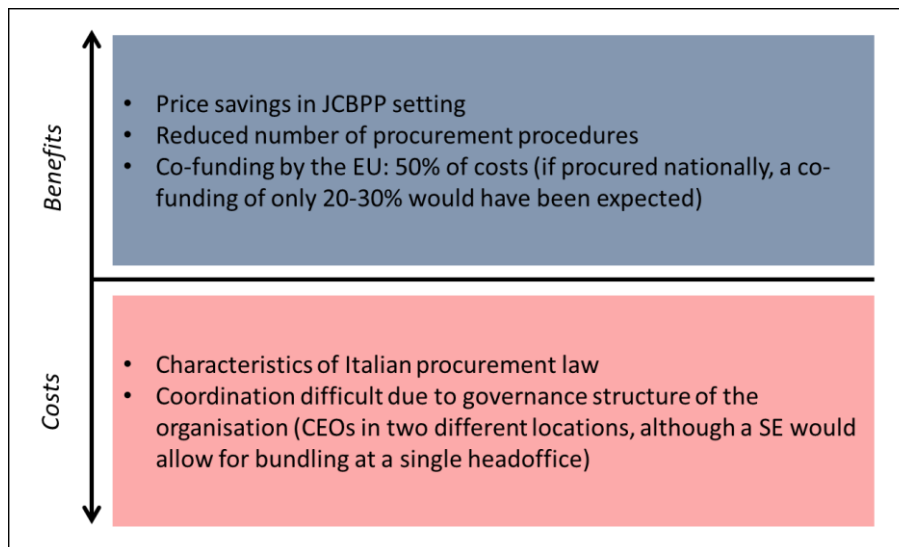 Benefits
• Price savings in JCBPP setting
• Reduced number of procurement procedures
• Co-funding by the EU: 50% of costs (if procured nationally, a co-
funding of only 20-30% would have been expected)
Costs
• Characteristics of Italian procurement law
• Coordination difficult due to governance structure of the
organisation (CEOs in two different locations, although a SE would
allow for bundling at a single headoffice)